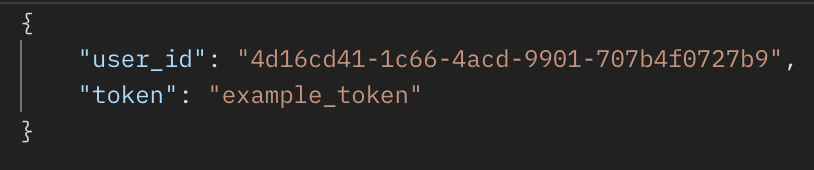 {
    "user_id": "4d16cd41-1c66-4acd-9901-707b4f0727b9",
    "token": "example_token"
}